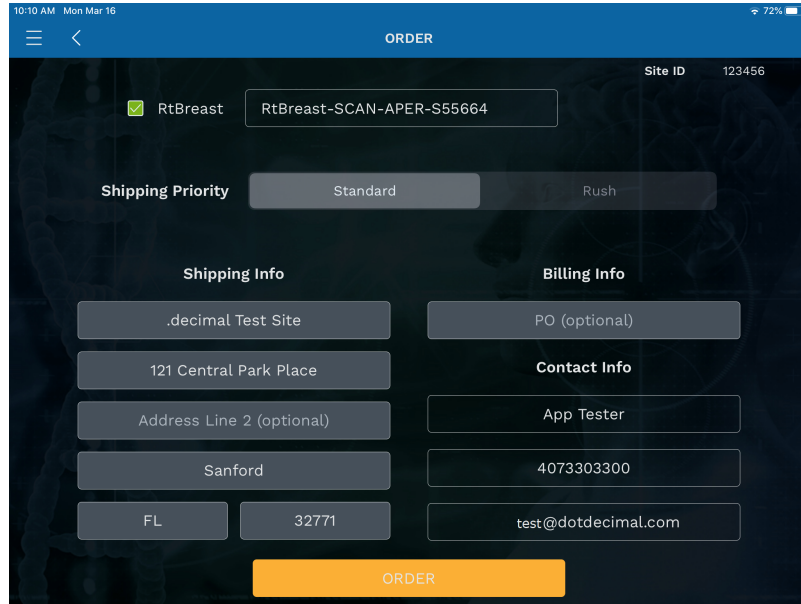 10:10 AM Mon Mar 16 72%
ORDER
Site ID 123456
RtBreast RtBreast-SCAN-APER-S55664
Shipping Priority Standard Rush
Shipping Info Billing Info
.decimal Test Site PO (optional)
121 Central Park Place Contact Info
Address Line 2 (optional) App Tester
Sanford 4073303300
FL 32771 test@dotdecimal.com
ORDER